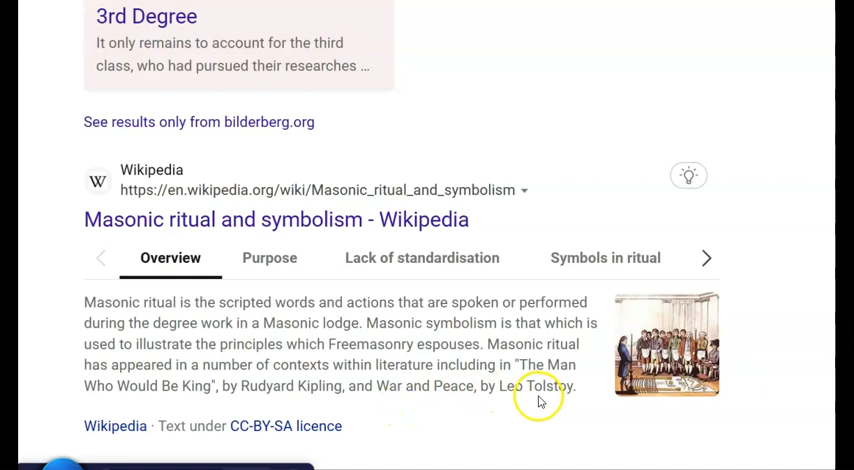 3rd Degree
It only remains to account for the third
class, who had pursued their researches ...
See results only from bilderberg.org
Wikipedia
W
https://en.wikipedia.org/wiki/Masonic_ritual_and_symbolism
Masonic ritual and symbolism - Wikipedia
Overview Purpose Lack of standardisation Symbols in ritual
Masonic ritual is the scripted words and actions that are spoken or performed
during the degree work in a Masonic lodge. Masonic symbolism is that which is
used to illustrate the principles which Freemasonry espouses. Masonic ritual
has appeared in a number of contexts within literature including in "The Man
Who Would Be King", by Rudyard Kipling, and War and Peace, by Leo Tolstoy.
Wikipedia · Text under CC-BY-SA licence